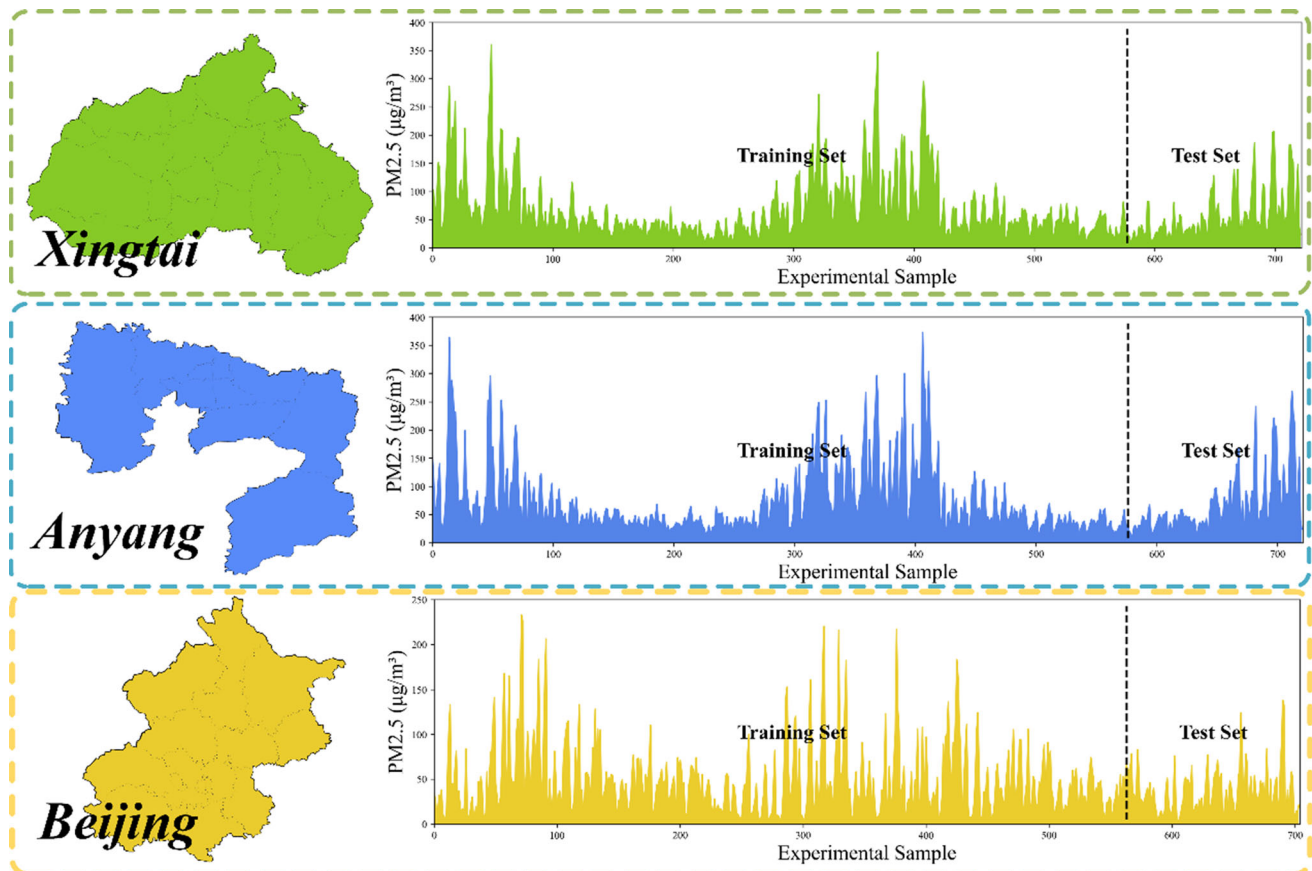 400
350
300
250
200
150
100
50
0
PM2.5 (μg/m³)
Training Set
Test Set
0 100 200 300 400 500 600 700
Experimental Sample
Xingtai
400
350
300
250
200
150
100
50
0
PM2.5 (μg/m³)
Training Set
Test Set
0 100 200 300 400 500 600 700
Experimental Sample
Anyang
250
200
150
100
50
0
PM2.5 (μg/m³)
Training Set
Test Set
0 100 200 300 400 500 600 700
Experimental Sample
Beijing